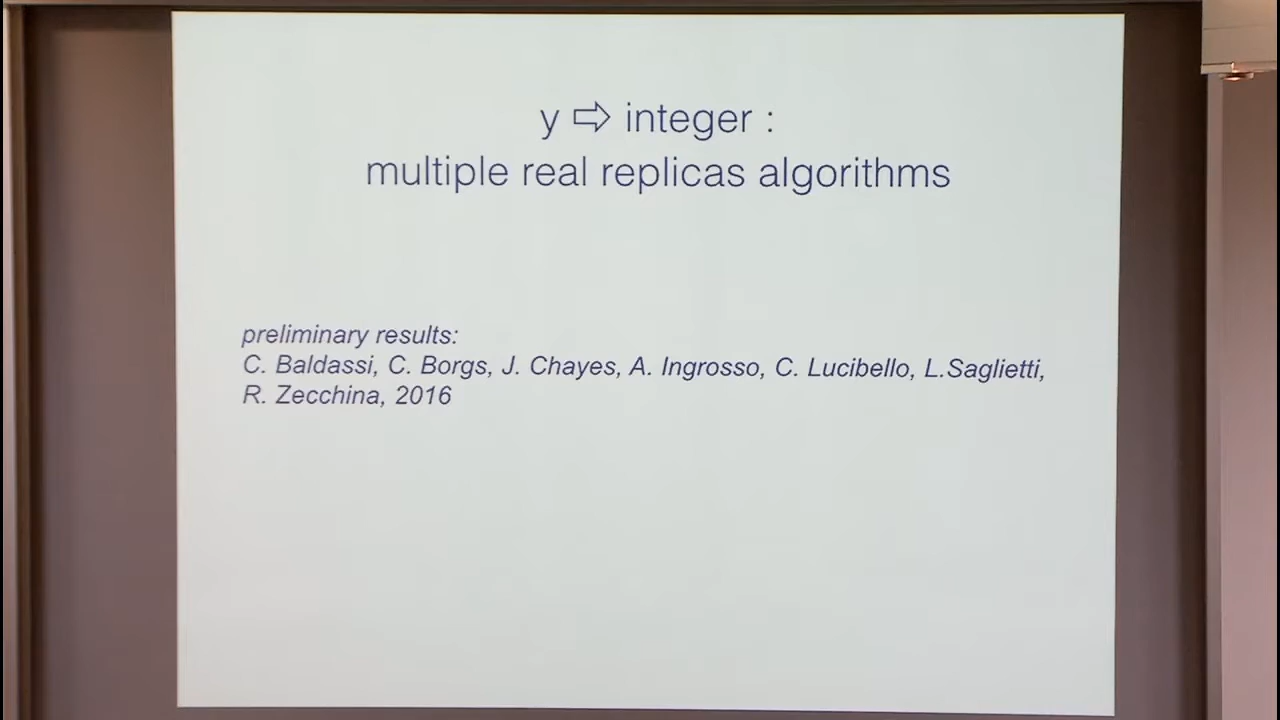 y ⇨ integer :
multiple real replicas algorithms
preliminary results:
C. Baldassi, C. Borgs, J. Chayes, A. Ingrosso, C. Lucibello, L.Saglietti,
R. Zecchina, 2016